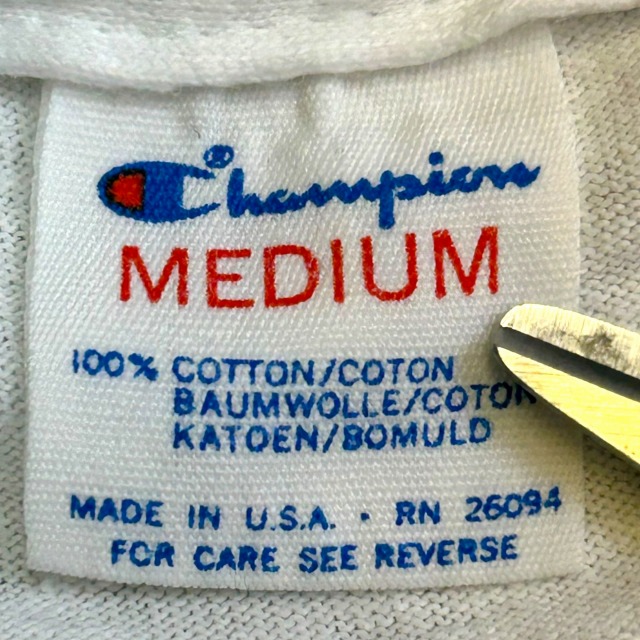 Champion®
MEDIUM
100% COTTON/COTON
BAUMWOLLE/COTON
KATOEN/BOMULD
MADE IN U.S.A. • RN 26094
FOR CARE SEE REVERSE